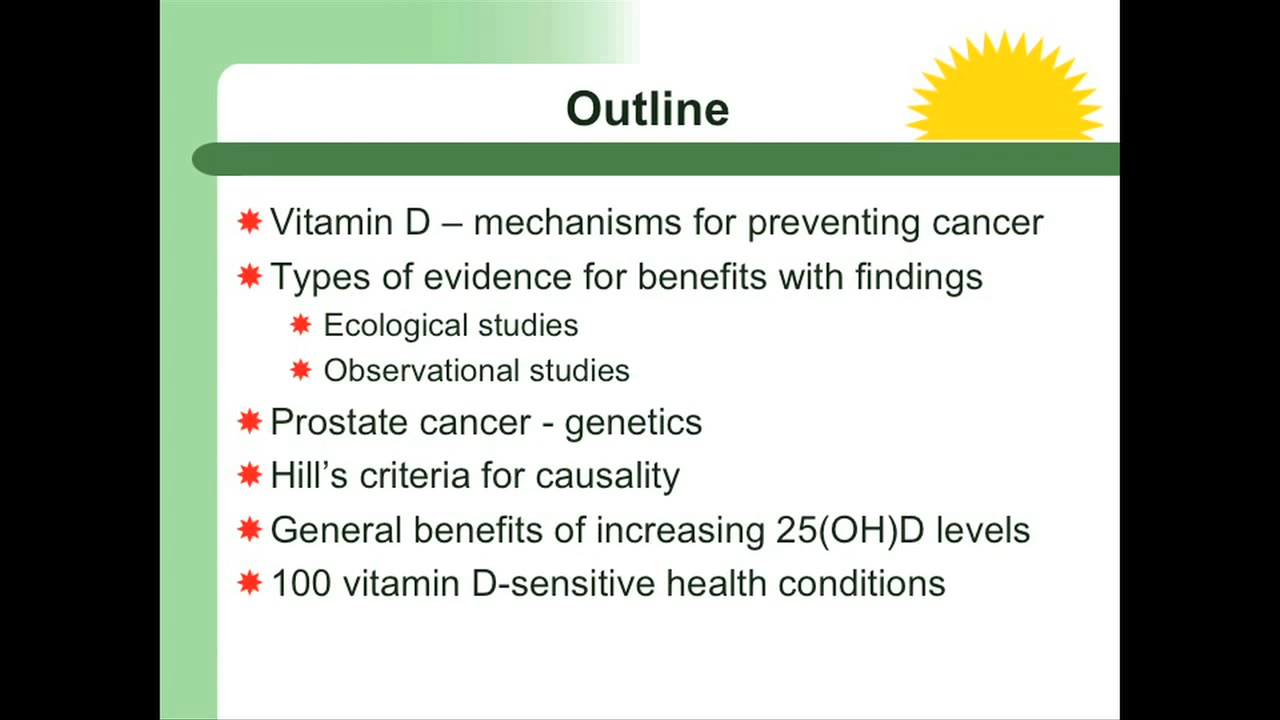 Outline
Vitamin D – mechanisms for preventing cancer
Types of evidence for benefits with findings
Ecological studies
Observational studies
Prostate cancer - genetics
Hill’s criteria for causality
General benefits of increasing 25(OH)D levels
100 vitamin D-sensitive health conditions